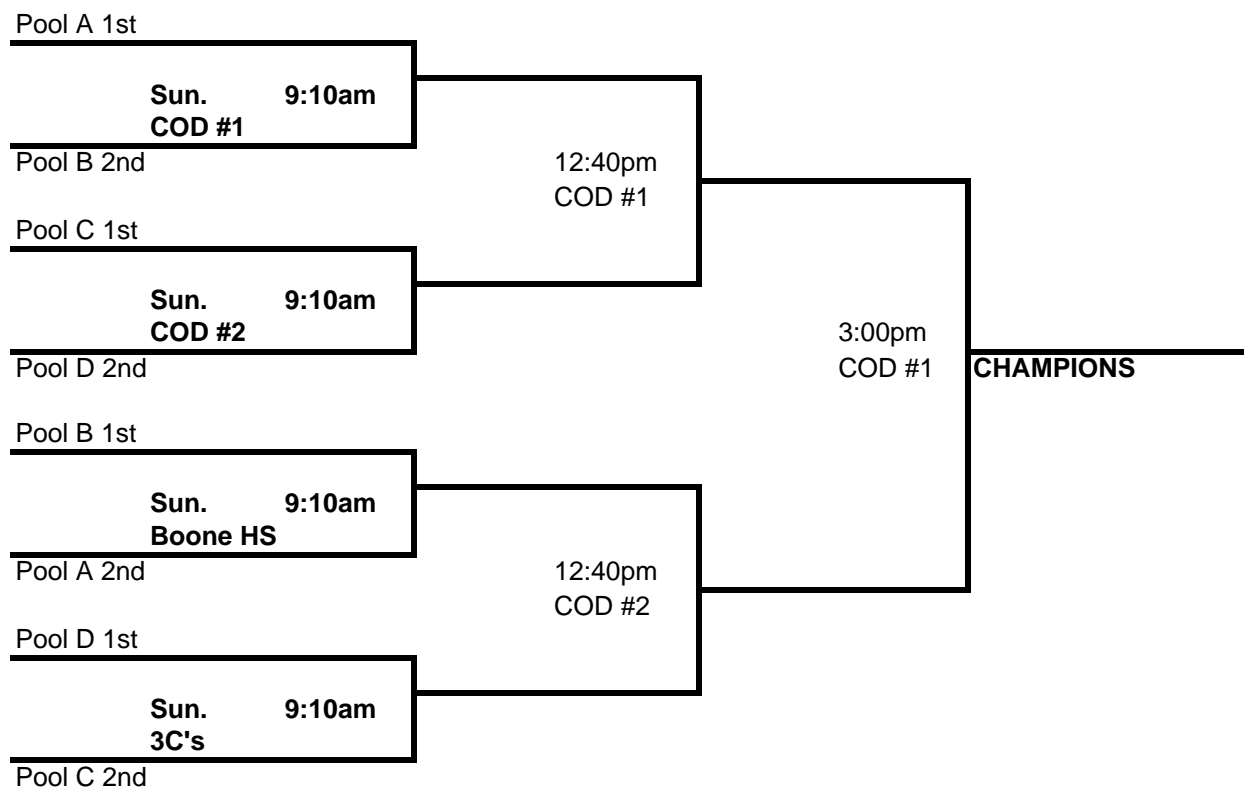 Pool A 1st
Sun. 9:10am
COD #1
Pool B 2nd
12:40pm
COD #1
Pool C 1st
Sun. 9:10am
COD #2
Pool D 2nd
3:00pm
COD #1
CHAMPIONS
Pool B 1st
Sun. 9:10am
Boone HS
Pool A 2nd
12:40pm
COD #2
Pool D 1st
Sun. 9:10am
3C's
Pool C 2nd